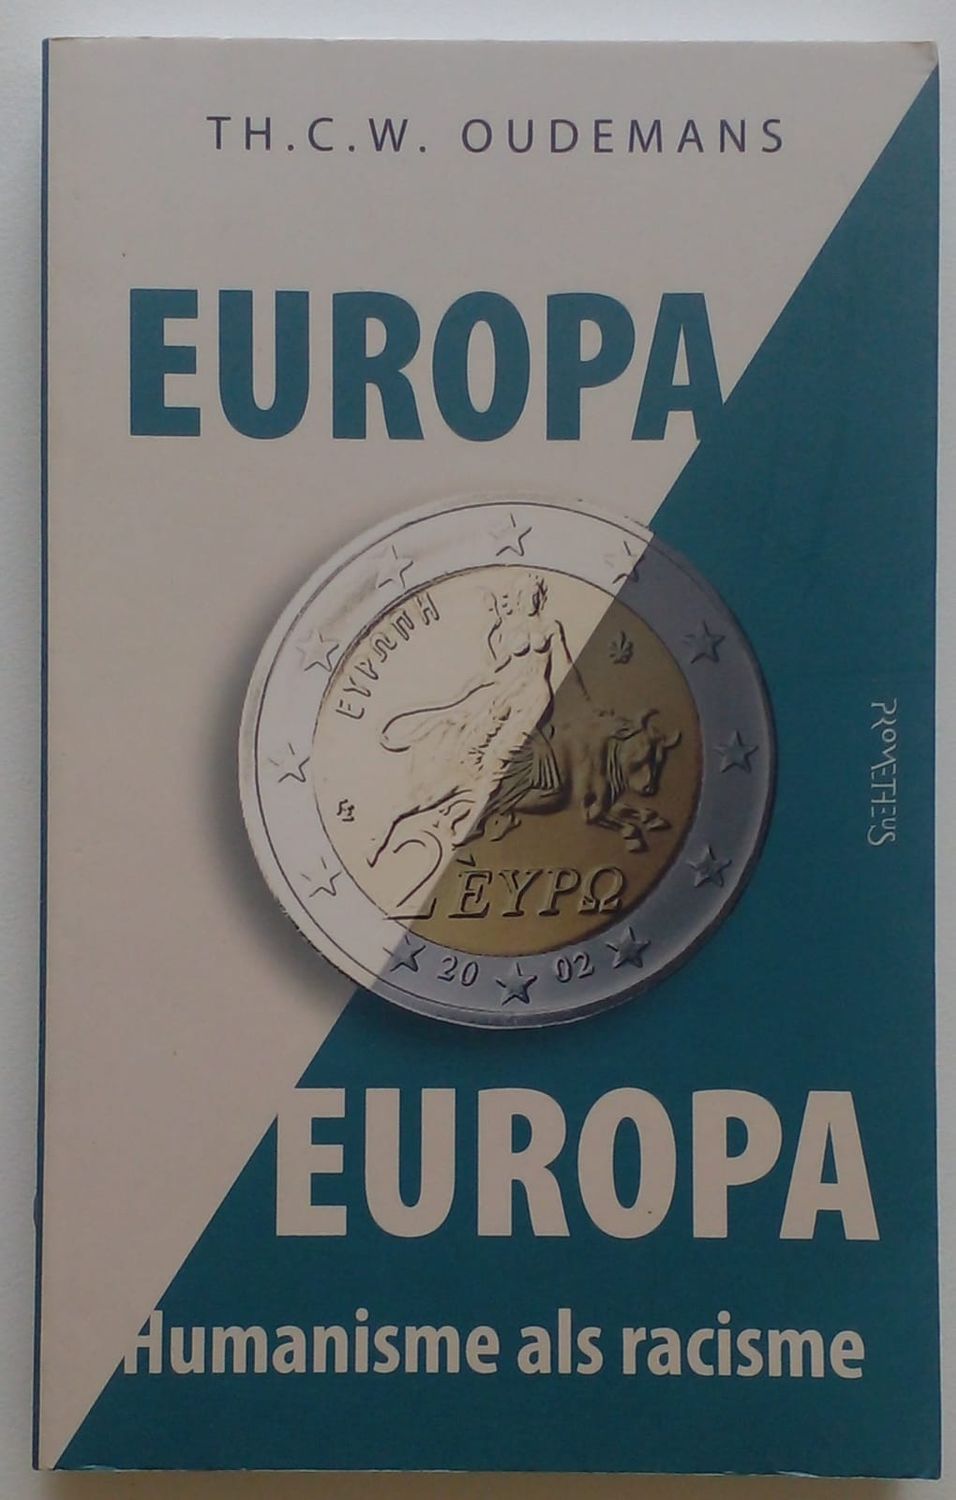 TH.C.W. OUDEMANS
EUROPA
ΕΥΡΩΠΗ
2 ΕΥΡΩ
20 02
PROMETHEUS
EUROPA
Humanisme als racisme